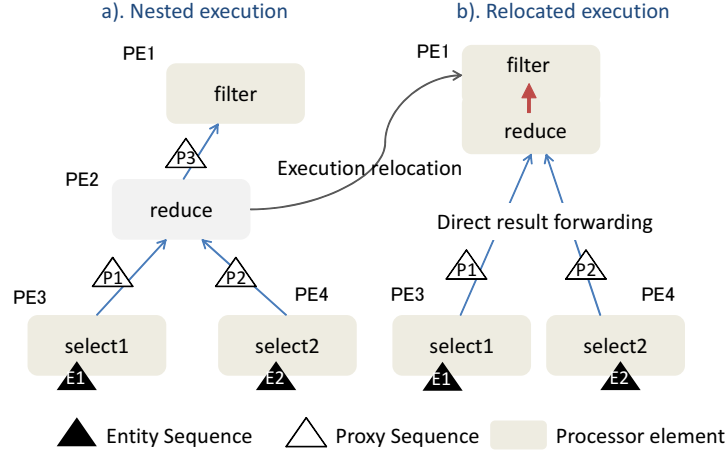 a). Nested execution
b). Relocated execution
PE1
filter
PE1
filter
reduce
P3
Execution relocation
PE2
reduce
Direct result forwarding
P1
P2
P1
P2
PE3
PE4
PE3
PE4
select1
select2
select1
select2
E1
E2
E1
E2
Entity Sequence
Proxy Sequence
Processor element